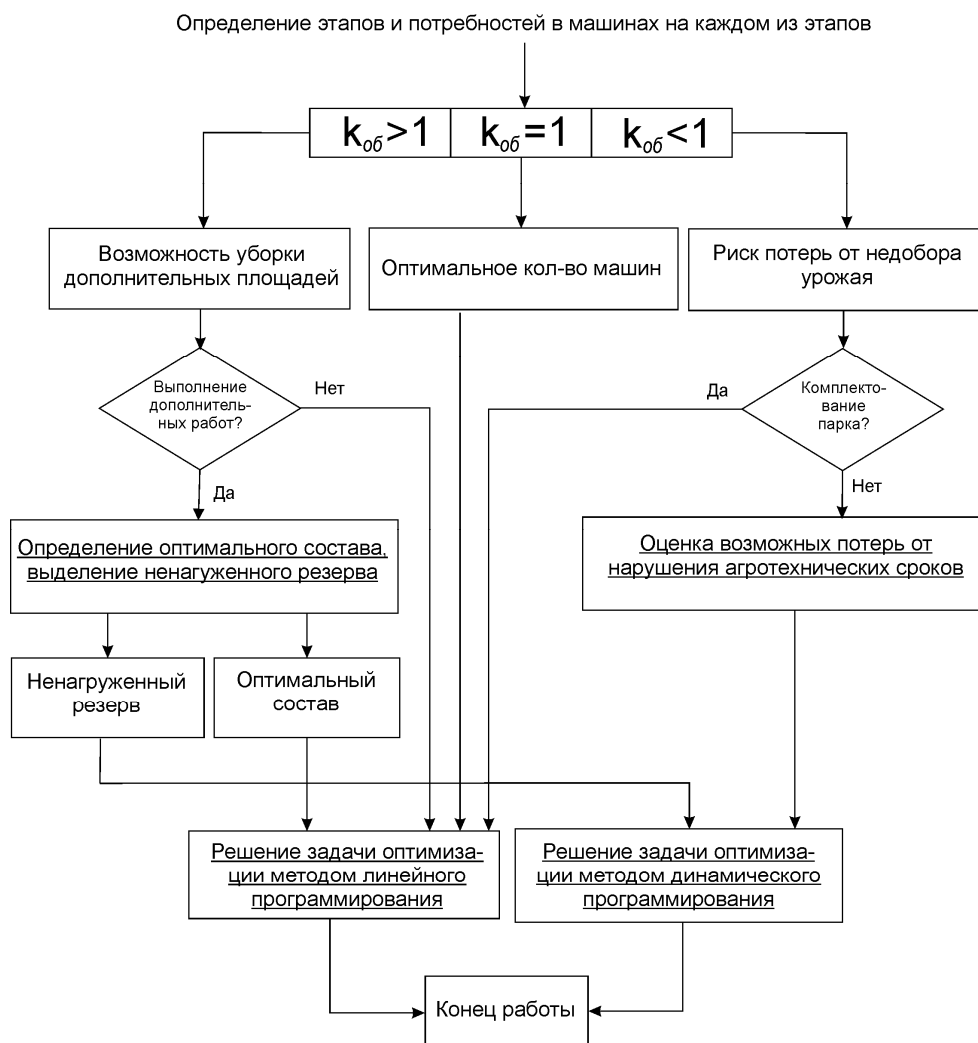 Определение этапов и потребностей в машинах на каждом из этапов
kоб>1
kоб=1
kоб<1
Возможность уборки
дополнительных площадей
Оптимальное кол-во машин
Риск потерь от недобора
урожая
Выполнение
дополнитель-
ных работ?
Нет
Да
Комплекто-
вание
парка?
Да
Нет
Определение оптимального состава,
выделение ненагуженного резерва
Оценка возможных потерь от
нарушения агротехнических сроков
Ненагруженный
резерв
Оптимальный
состав
Решение задачи оптимиза-
ции методом линейного
программирования
Решение задачи оптимиза-
ции методом динамического
программирования
Конец работы